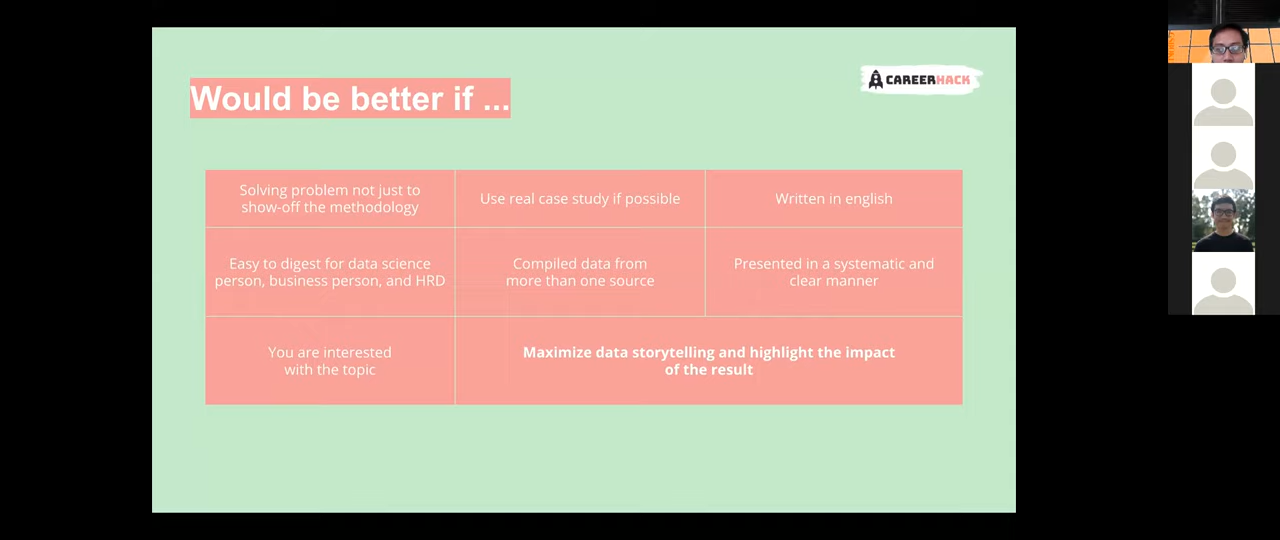 Would be better if ...
CAREERHACK
Solving problem not just to
show-off the methodology
Use real case study if possible
Written in english
Easy to digest for data science
person, business person, and HRD
Compiled data from
more than one source
Presented in a systematic and
clear manner
You are interested
with the topic
Maximize data storytelling and highlight the impact
of the result